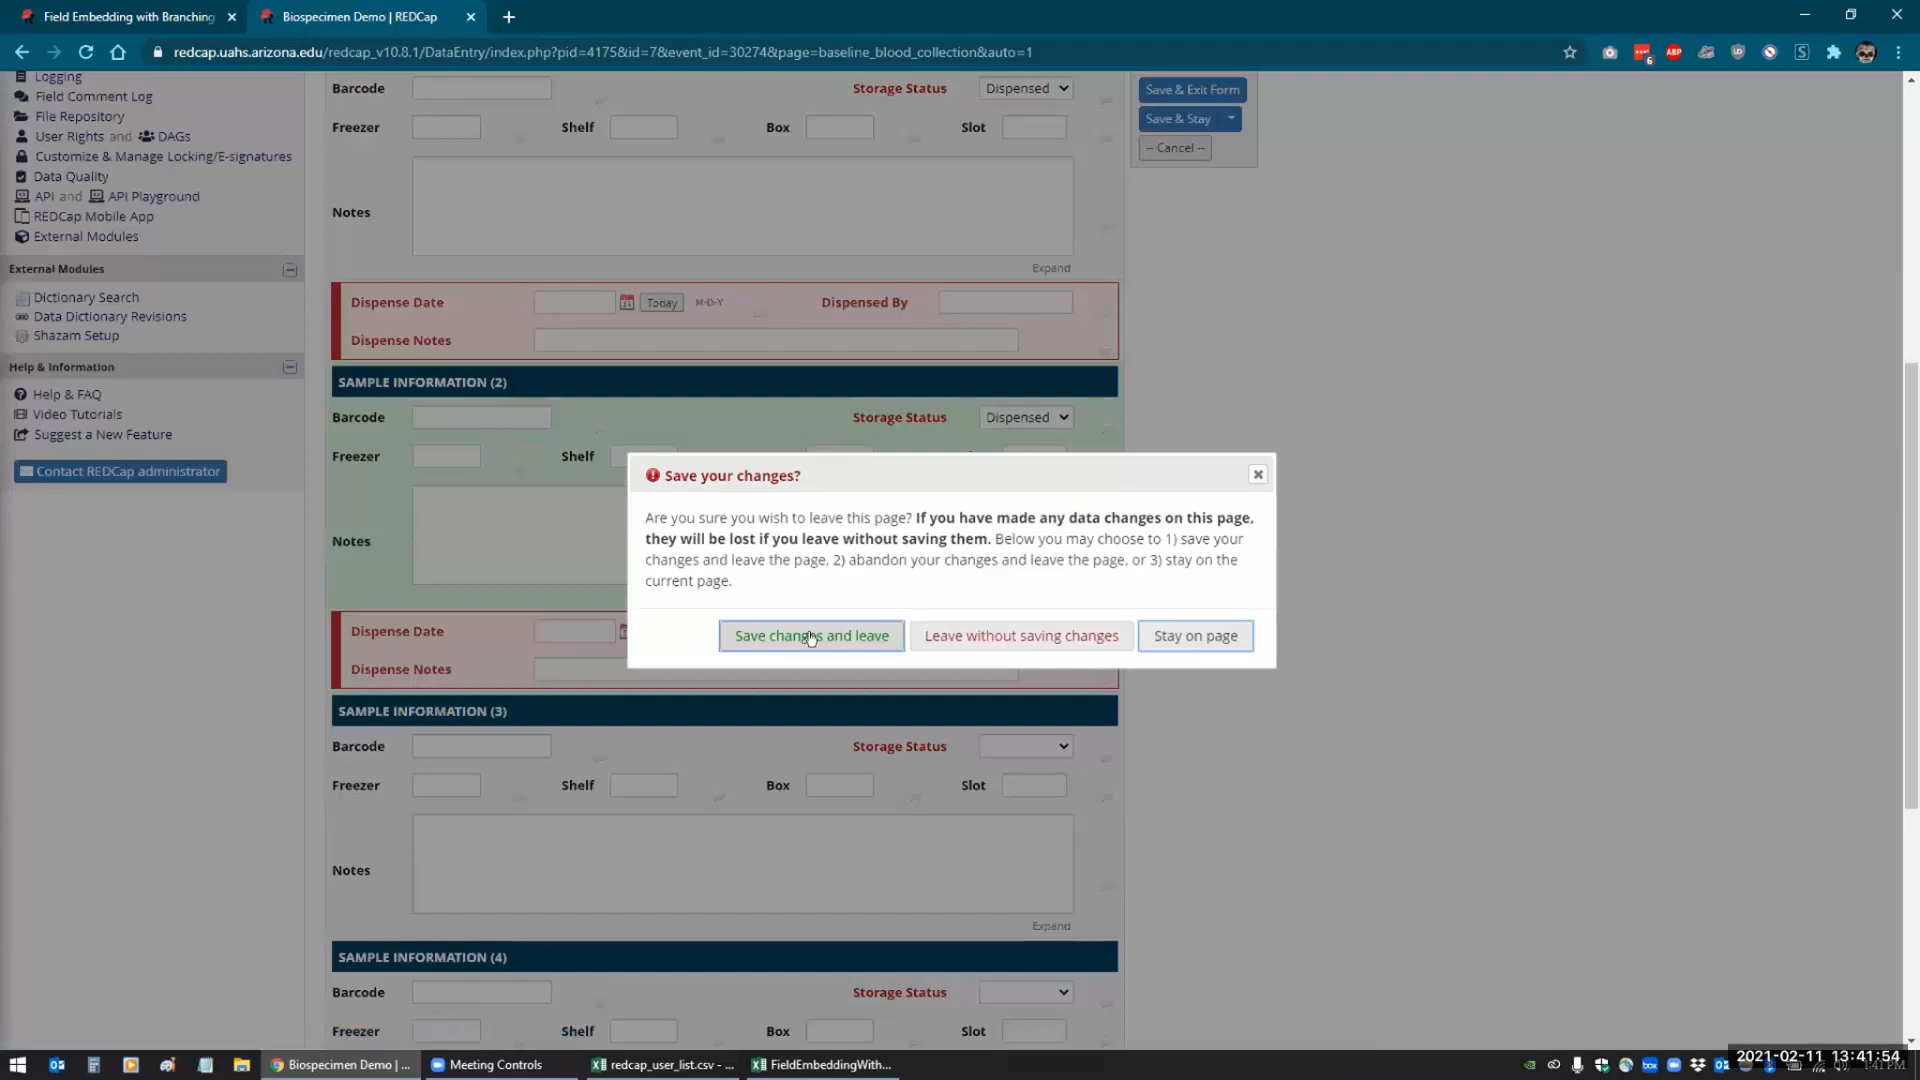 Field Embedding with Branching
Biospecimen Demo | REDCap
redcap.uahs.arizona.edu/redcap_v10.8.1/DataEntry/index.php?pid=4175&id=7&event_id=30274&page=baseline_blood_collection&auto=1
Logging
Field Comment Log
File Repository
User Rights and DAGs
Customize & Manage Locking/E-signatures
Data Quality
API and API Playground
REDCap Mobile App
External Modules
External Modules
Dictionary Search
Data Dictionary Revisions
Shazam Setup
Help & Information
Help & FAQ
Video Tutorials
Suggest a New Feature
Contact REDCap administrator
Barcode Storage Status Dispensed
Freezer Shelf Box Slot
Notes
Expand
Dispense Date Today M-D-Y Dispensed By
Dispense Notes
SAMPLE INFORMATION (2)
Barcode Storage Status Dispensed
Freezer Shelf
Notes
Dispense Date
Dispense Notes
SAMPLE INFORMATION (3)
Barcode Storage Status
Freezer Shelf Box Slot
Notes
Expand
SAMPLE INFORMATION (4)
Barcode Storage Status
Freezer Shelf Box Slot
Save & Exit Form
Save & Stay
-- Cancel --
Save your changes?
Are you sure you wish to leave this page? If you have made any data changes on this page,
they will be lost if you leave without saving them. Below you may choose to 1) save your
changes and leave the page, 2) abandon your changes and leave the page, or 3) stay on the
current page.
Save changes and leave
Leave without saving changes
Stay on page
Biospecimen Demo | ...
Meeting Controls
redcap_user_list.csv - ...
FieldEmbeddingWith...
2021-02-11 13:41:54